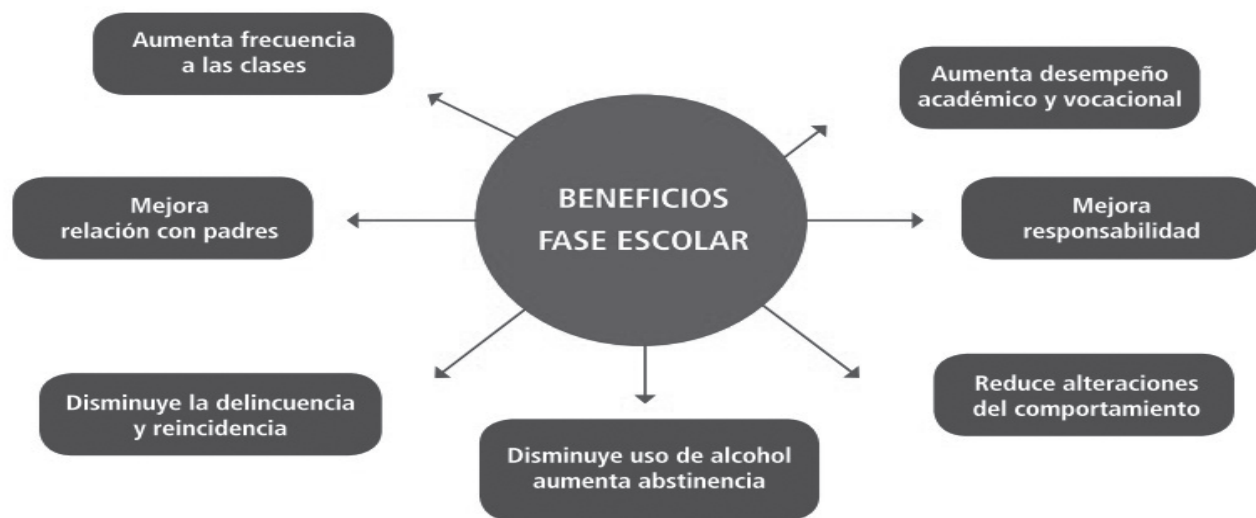 Aumenta frecuencia
a las clases
Aumenta desempeño
académico y vocacional
BENEFICIOS
FASE ESCOLAR
Mejora
relación con padres
Mejora
responsabilidad
Disminuye la delincuencia
y reincidencia
Reduce alteraciones
del comportamiento
Disminuye uso de alcohol
aumenta abstinencia